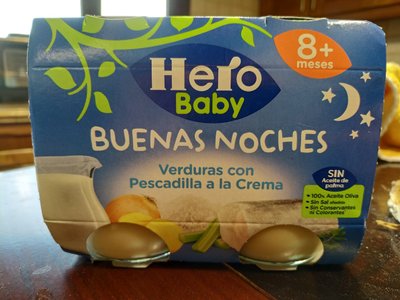 8+
meses
Hero
Baby
BUENAS NOCHES
Verduras con
Pescadilla a la Crema
SIN
Aceite de
palma
+ 100% Aceite Oliva
- Sin Sal añadida
- Sin Conservantes
ni Colorantes